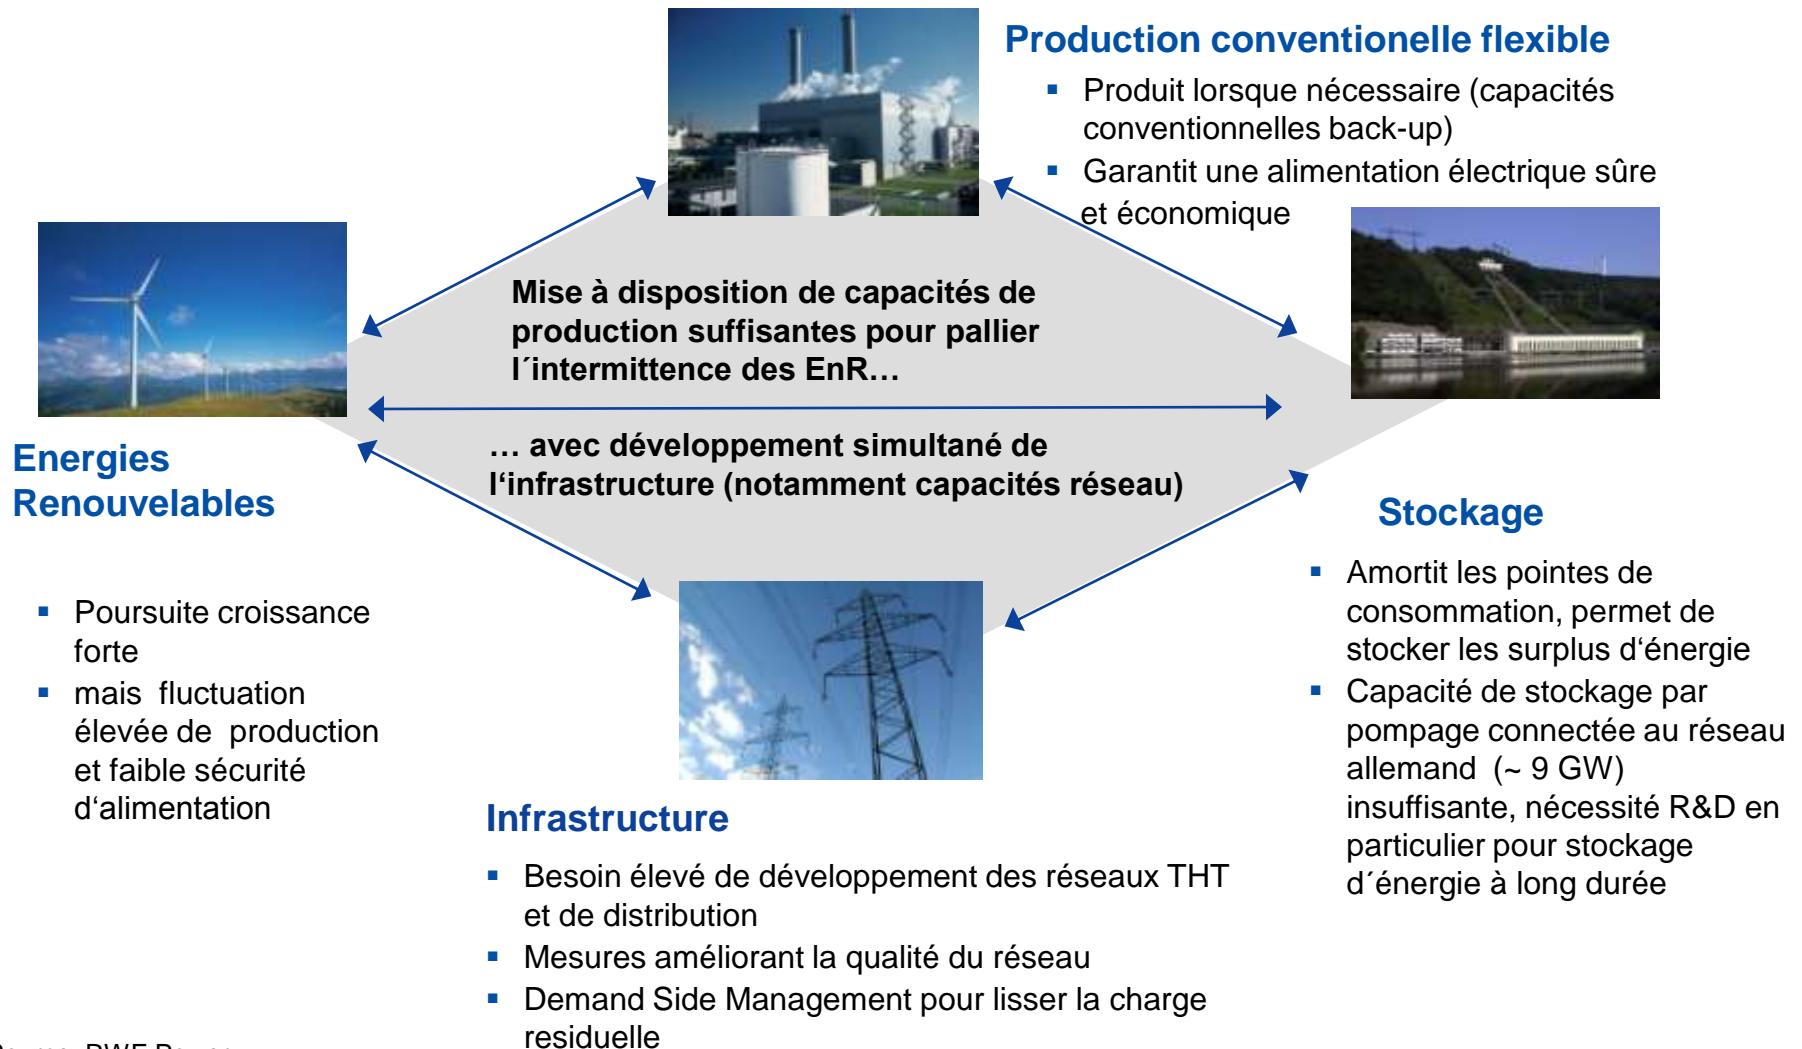 Production conventionelle flexible
▪ Produit lorsque nécessaire (capacités
conventionnelles back-up)
▪ Garantit une alimentation électrique sûre
et économique
Mise à disposition de capacités de
production suffisantes pour pallier
l´intermittence des EnR…
… avec développement simultané de
l‘infrastructure (notamment capacités réseau)
Energies
Renouvelables
▪ Poursuite croissance
forte
▪ mais fluctuation
élevée de production
et faible sécurité
d‘alimentation
Stockage
▪ Amortit les pointes de
consommation, permet de
stocker les surplus d‘énergie
▪ Capacité de stockage par
pompage connectée au réseau
allemand (~ 9 GW)
insuffisante, nécessité R&D en
particulier pour stockage
d´énergie à long durée
Infrastructure
▪ Besoin élevé de développement des réseaux THT
et de distribution
▪ Mesures améliorant la qualité du réseau
▪ Demand Side Management pour lisser la charge
residuelle